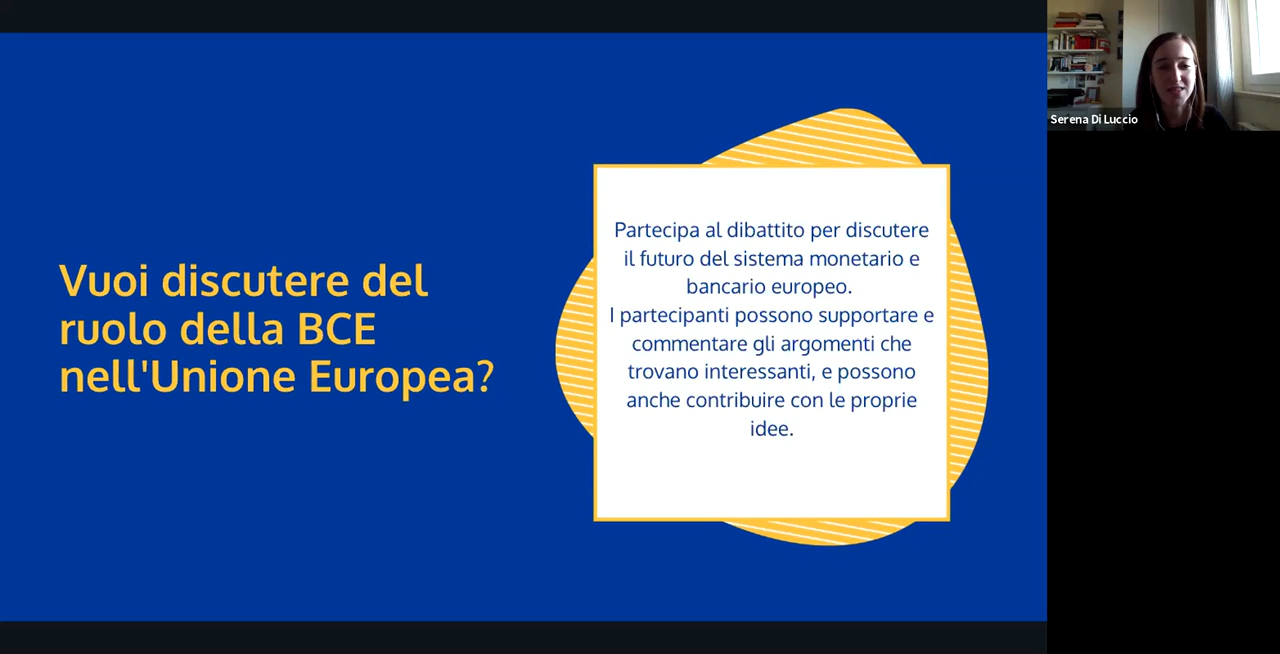 Vuoi discutere del
ruolo della BCE
nell'Unione Europea?
Partecipa al dibattito per discutere
il futuro del sistema monetario e
bancario europeo.
I partecipanti possono supportare e
commentare gli argomenti che
trovano interessanti, e possono
anche contribuire con le proprie
idee.
Serena Di Luccio